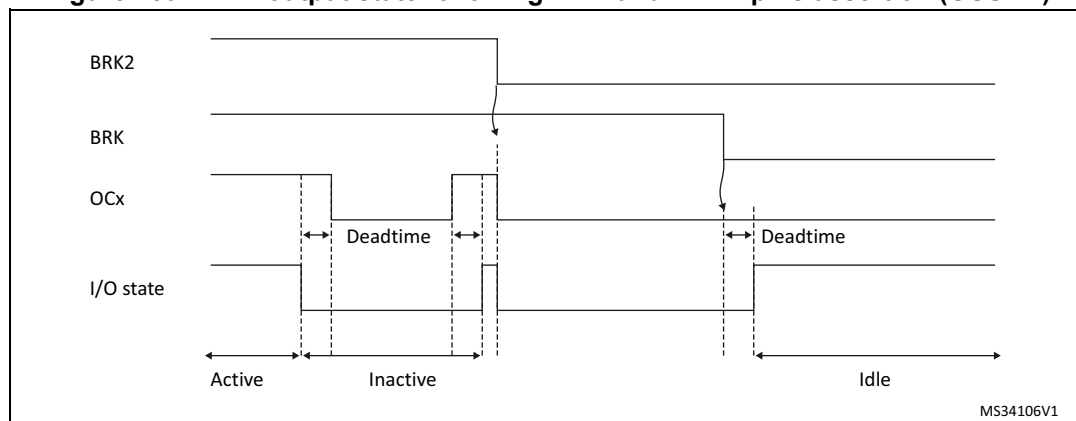 BRK2
BRK
OCx
Deadtime
Deadtime
I/O state
Active
Inactive
Idle
MS34106V1